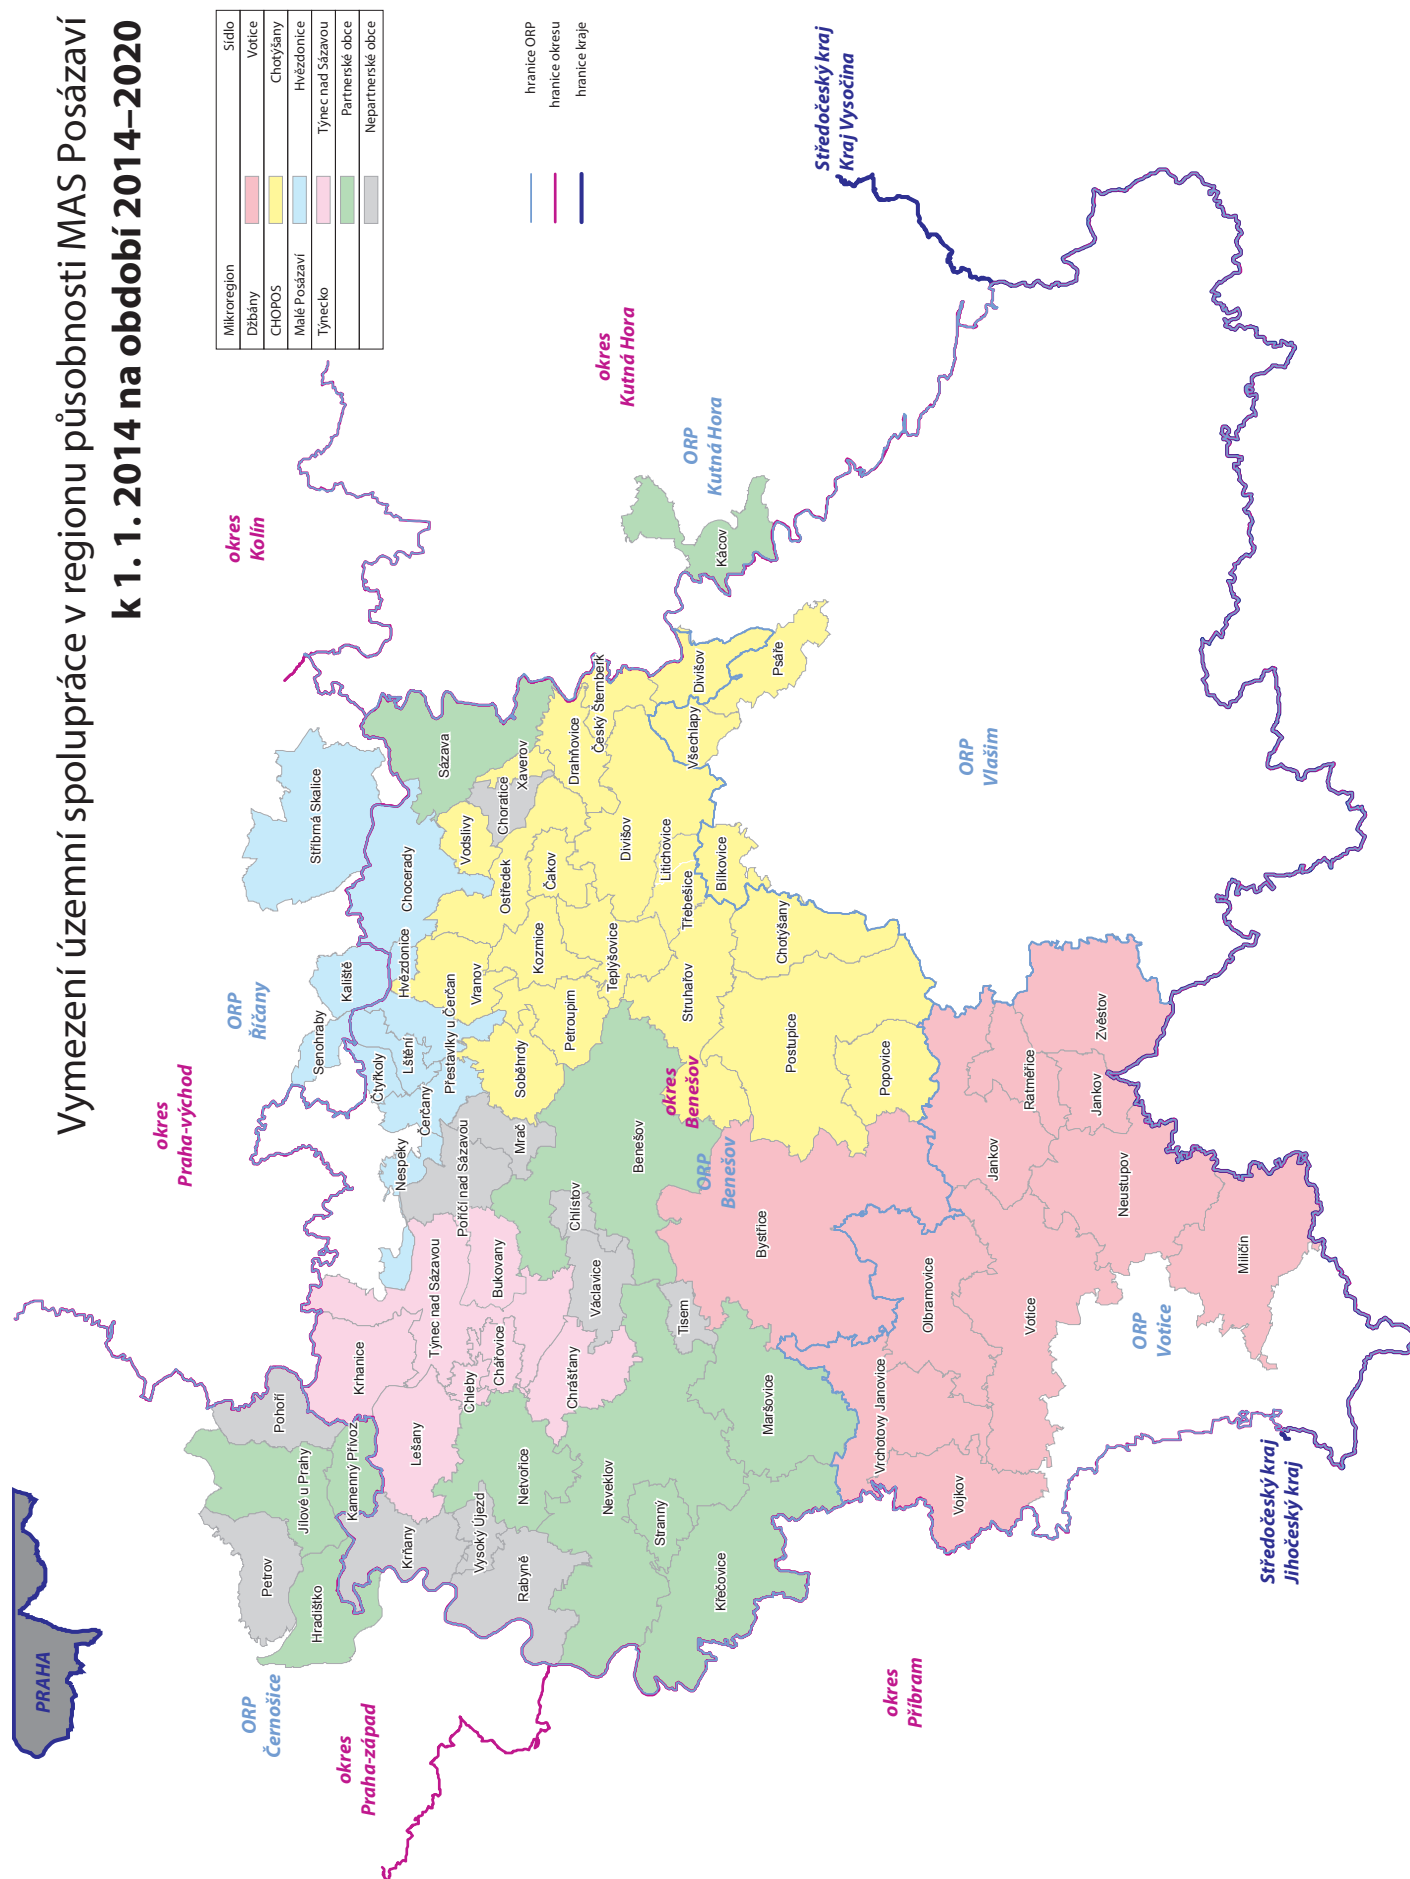 Vymezení územní spolupráce v regionu působnosti MAS Posázaví
k 1. 1. 2014 na období 2014–2020
Mikroregion Sídlo
Džbány Votice
CHOPOS Chotýšany
Malé Posázaví Hvězdonice
Týnecko Týnec nad Sázavou
Partnerské obce
Nepartnerské obce
hranice ORP
hranice okresu
hranice kraje
PRAHA
okres
Praha-východ
okres
Kolín
ORP
Říčany
ORP
Černošice
okres
Praha-západ
okres
Kutná Hora
ORP
Kutná Hora
Středočeský kraj
Kraj Vysočina
okres
Benešov
ORP
Benešov
ORP
Vlašim
okres
Příbram
ORP
Votice
Středočeský kraj
Jihočeský kraj
Petrov
Pohoří
Jílové u Prahy
Hradištko
Kamenný Přívoz
Krhanice
Lešany
Krňany
Týnec nad Sázavou
Chleby
Vysoký Újezd
Bukovany
Chářovice
Netvořice
Rabyně
Chrášťany
Václavice
Chlístov
Neveklov
Stranný
Tisem
Křečovice
Maršovice
Benešov
Stříbrná Skalice
Senohraby
Kaliště
Čtyřkoly
Lštění
Hvězdonice
Chocerady
Nespeky
Čerčany
Přestavlky u Čerčan
Poříčí nad Sázavou
Mrač
Sázava
Vodslivy
Choratice
Xaverov
Vranov
Ostředek
Soběhrdy
Kozmice
Čakov
Drahňovice
Český Šternberk
Petroupim
Teplýšovice
Divišov
Litichovice
Třebešice
Struhařov
Všechlapy
Divišov
Psáře
Bílkovice
Chotýšany
Postupice
Popovice
Kácov
Bystřice
Vrchotovy Janovice
Olbramovice
Vojkov
Votice
Jankov
Ratměřice
Jankov
Zvěstov
Neustupov
Miličín